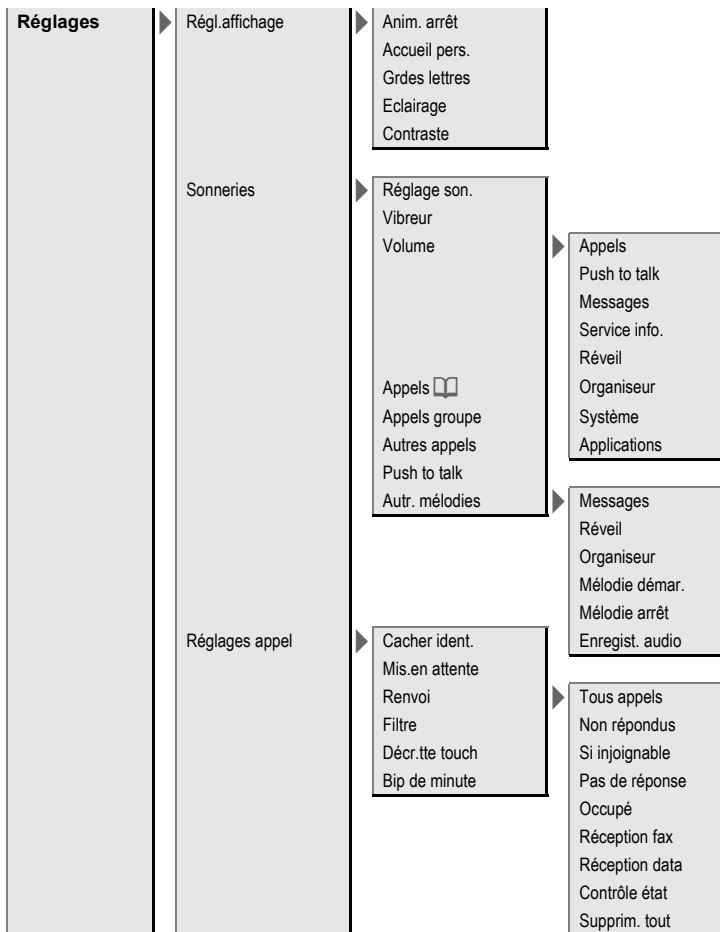 Réglages
Régl.affichage
Anim. arrêt
Accueil pers.
Grdes lettres
Eclairage
Contraste
Sonneries
Réglage son.
Vibreur
Volume
Appels
Push to talk
Messages
Service info.
Réveil
Organiseur
Système
Applications
Appels
Appels groupe
Autres appels
Push to talk
Autr. mélodies
Messages
Réveil
Organiseur
Mélodie démar.
Mélodie arrêt
Enregist. audio
Réglages appel
Cacher ident.
Mis.en attente
Renvoi
Tous appels
Non répondus
Si injoignable
Pas de réponse
Occupé
Réception fax
Réception data
Contrôle état
Supprim. tout
Filtre
Décr.tte touch
Bip de minute